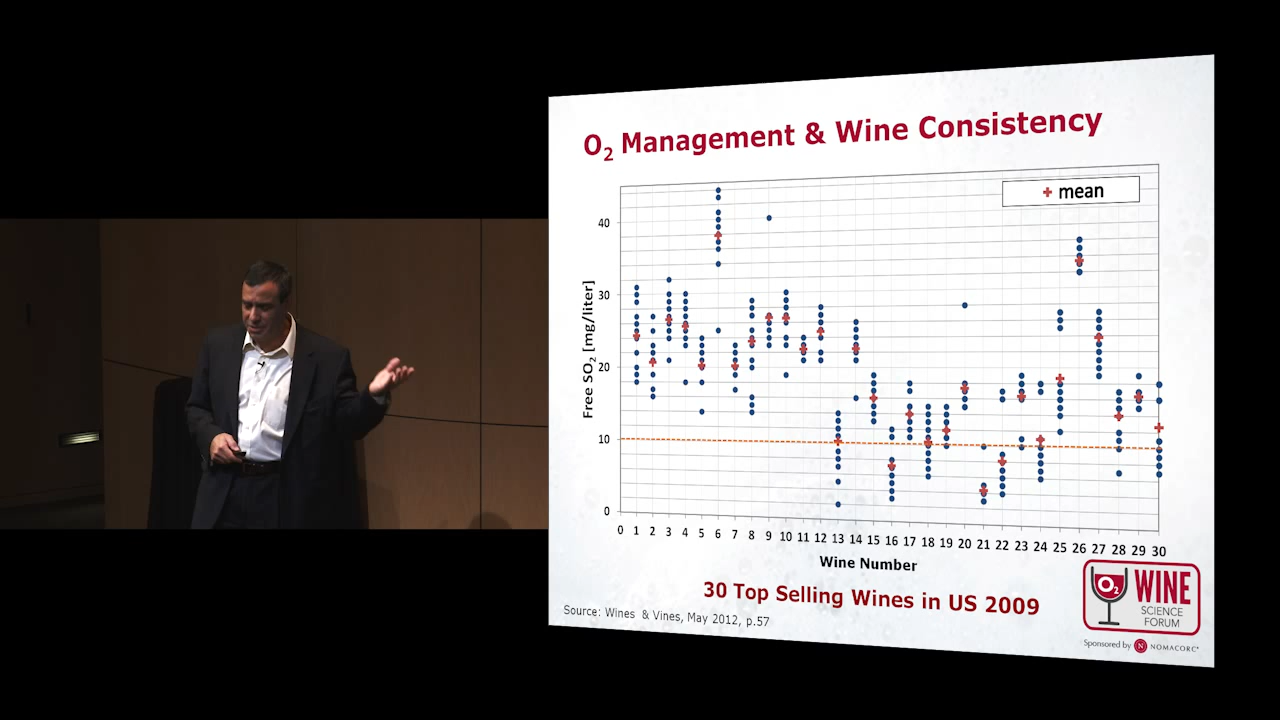 O2 Management & Wine Consistency
mean
40
30
20
10
0
Free SO2 [mg/liter]
0 1 2 3 4 5 6 7 8 9 10 11 12 13 14 15 16 17 18 19 20 21 22 23 24 25 26 27 28 29 30
Wine Number
30 Top Selling Wines in US 2009
Source: Wines & Vines, May 2012, p.57
O2 WINE
SCIENCE
FORUM
Sponsored by N NOMACORC